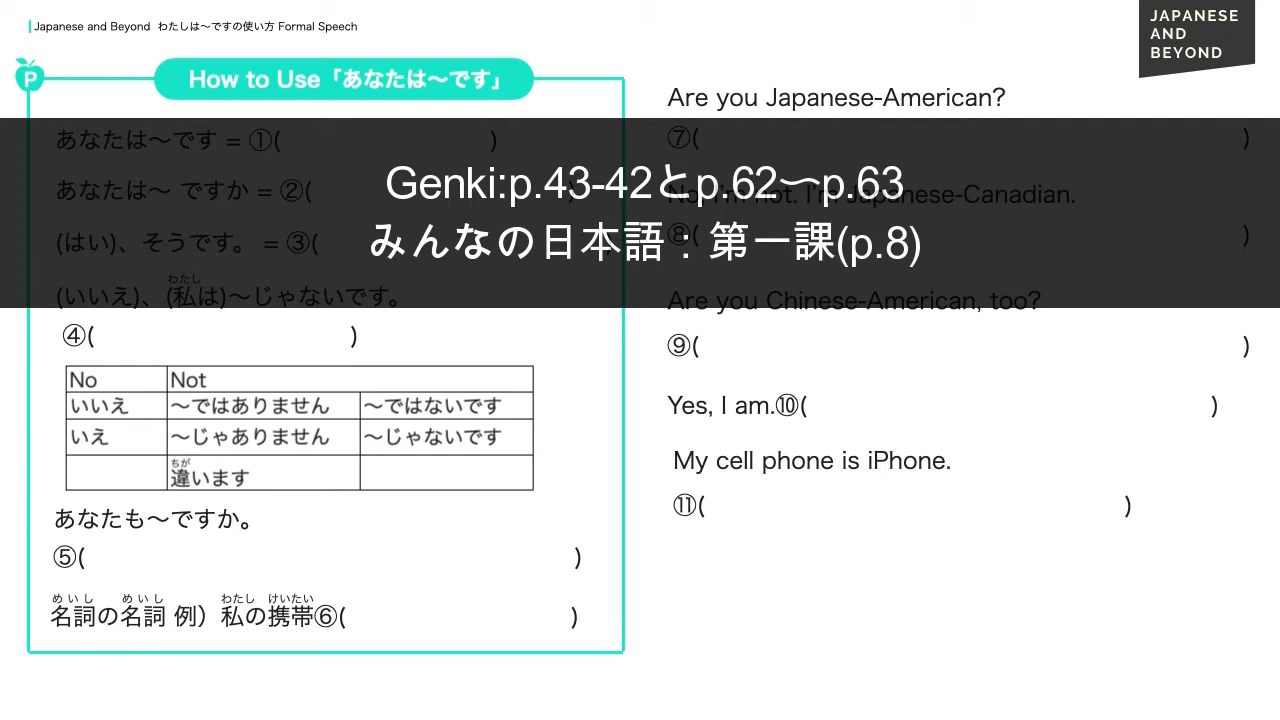 Japanese and Beyond わたしは〜ですの使い方 Formal Speech
JAPANESE
AND
BEYOND
P
How to Use「あなたは〜です」
あなたは〜です = ①( )
あなたは〜 ですか = ②( )
(はい)、そうです。 = ③(
わたし
(いいえ)、(私は)〜じゃないです。
④( )
No Not
いいえ 〜ではありません 〜ではないです
いえ 〜じゃありません 〜じゃないです
ちが
違います
あなたも〜ですか。
⑤( )
めいし めいし わたし けいたい
名詞の名詞 例）私の携帯⑥( )
Are you Japanese-American?
⑦( )
No, I'm not. I'm Japanese-Canadian.
⑧( )
Are you Chinese-American, too?
⑨( )
Yes, I am.⑩( )
My cell phone is iPhone.
⑪( )
Genki:p.43-42とp.62〜p.63
みんなの日本語：第一課(p.8)